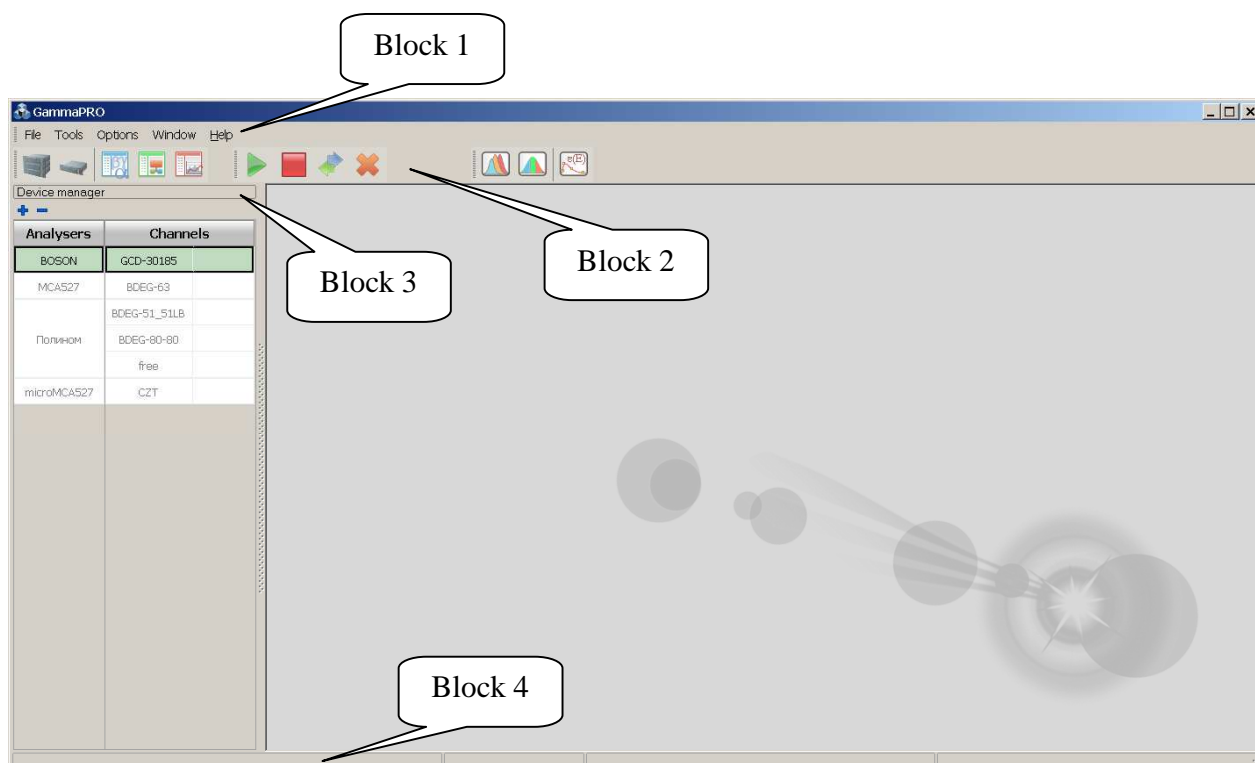 Block 1
GammaPRO
File Tools Options Window Help
ε(E)
Device manager
Block 2
Analysers Channels
BOSON GCD-30185
Block 3
MCA527 BDEG-63
BDEG-51_51LB
Полином BDEG-80-80
free
microMCA527 CZT
Block 4